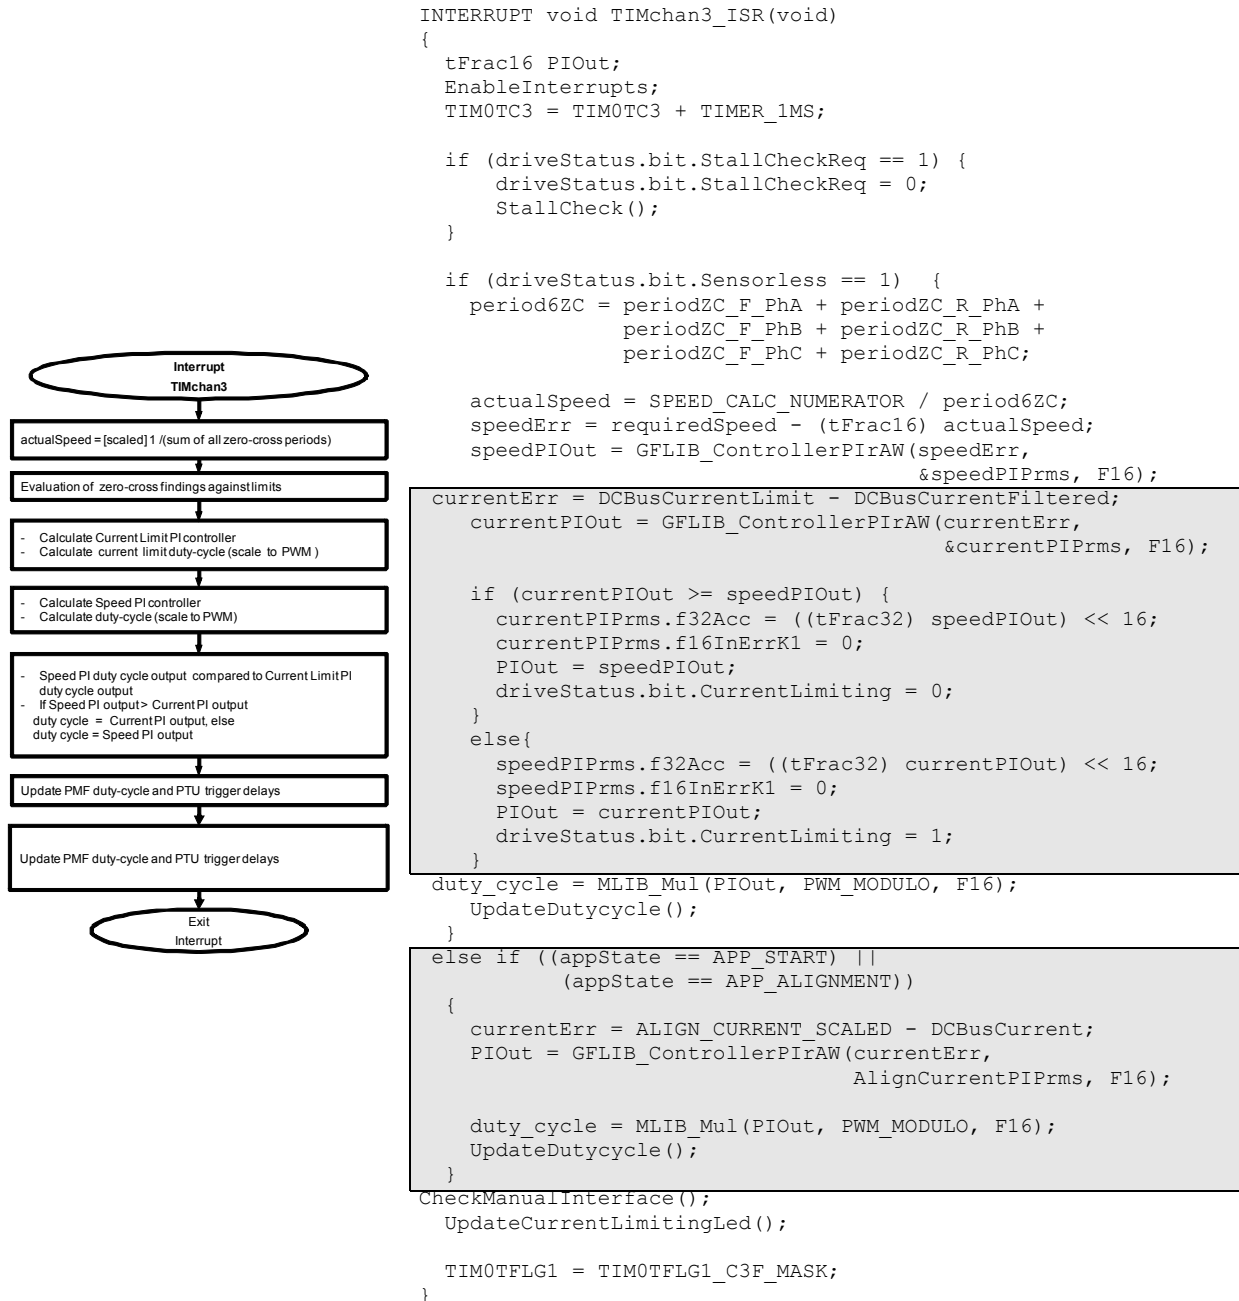 Interrupt
TIMchan3
actualSpeed = [scaled] 1 /(sum of all zero-cross periods)
Evaluation of zero-cross findings against limits
- Calculate Current Limit PI controller
- Calculate current limit duty-cycle (scale to PWM )
- Calculate Speed PI controller
- Calculate duty-cycle (scale to PWM)
- Speed PI duty cycle output compared to Current Limit PI
duty cycle output
- If Speed PI output > Current PI output
duty cycle = Current PI output, else
duty cycle = Speed PI output
Update PMF duty-cycle and PTU trigger delays
Update PMF duty-cycle and PTU trigger delays
Exit
Interrupt
INTERRUPT void TIMchan3_ISR(void)
{
tFrac16 PIOut;
EnableInterrupts;
TIM0TC3 = TIM0TC3 + TIMER_1MS;
if (driveStatus.bit.StallCheckReq == 1) {
driveStatus.bit.StallCheckReq = 0;
StallCheck();
}
if (driveStatus.bit.Sensorless == 1) {
period6ZC = periodZC_F_PhA + periodZC_R_PhA +
periodZC_F_PhB + periodZC_R_PhB +
periodZC_F_PhC + periodZC_R_PhC;
actualSpeed = SPEED_CALC_NUMERATOR / period6ZC;
speedErr = requiredSpeed - (tFrac16) actualSpeed;
speedPIOut = GFLIB_ControllerPIrAW(speedErr,
&speedPIPrms, F16);
currentErr = DCBusCurrentLimit - DCBusCurrentFiltered;
currentPIOut = GFLIB_ControllerPIrAW(currentErr,
&currentPIPrms, F16);
if (currentPIOut >= speedPIOut) {
currentPIPrms.f32Acc = ((tFrac32) speedPIOut) << 16;
currentPIPrms.f16InErrK1 = 0;
PIOut = speedPIOut;
driveStatus.bit.CurrentLimiting = 0;
}
else{
speedPIPrms.f32Acc = ((tFrac32) currentPIOut) << 16;
speedPIPrms.f16InErrK1 = 0;
PIOut = currentPIOut;
driveStatus.bit.CurrentLimiting = 1;
}
duty_cycle = MLIB_Mul(PIOut, PWM_MODULO, F16);
UpdateDutycycle();
}
else if ((appState == APP_START) ||
(appState == APP_ALIGNMENT))
{
currentErr = ALIGN_CURRENT_SCALED - DCBusCurrent;
PIOut = GFLIB_ControllerPIrAW(currentErr,
AlignCurrentPIPrms, F16);
duty_cycle = MLIB_Mul(PIOut, PWM_MODULO, F16);
UpdateDutycycle();
}
CheckManualInterface();
UpdateCurrentLimitingLed();
TIM0TFLG1 = TIM0TFLG1_C3F_MASK;
}